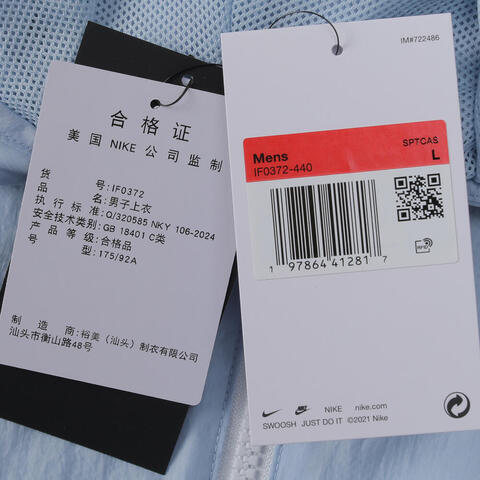 合格证
美国 NIKE 公司监制
货号:IF0372
品名:男子上衣
执行标准:Q/320585 NKY 106-2024
安全技术类别:GB 18401 C类
产品等级:合格品
号型:175/92A
制造商:裕美（汕头）制衣有限公司
汕头市衡山路48号
IM#722486
SPTCAS
Mens L
IF0372-440
1 97864 41281 7
RFID
NIKE nike.com
SWOOSH JUST DO IT ©2021 Nike